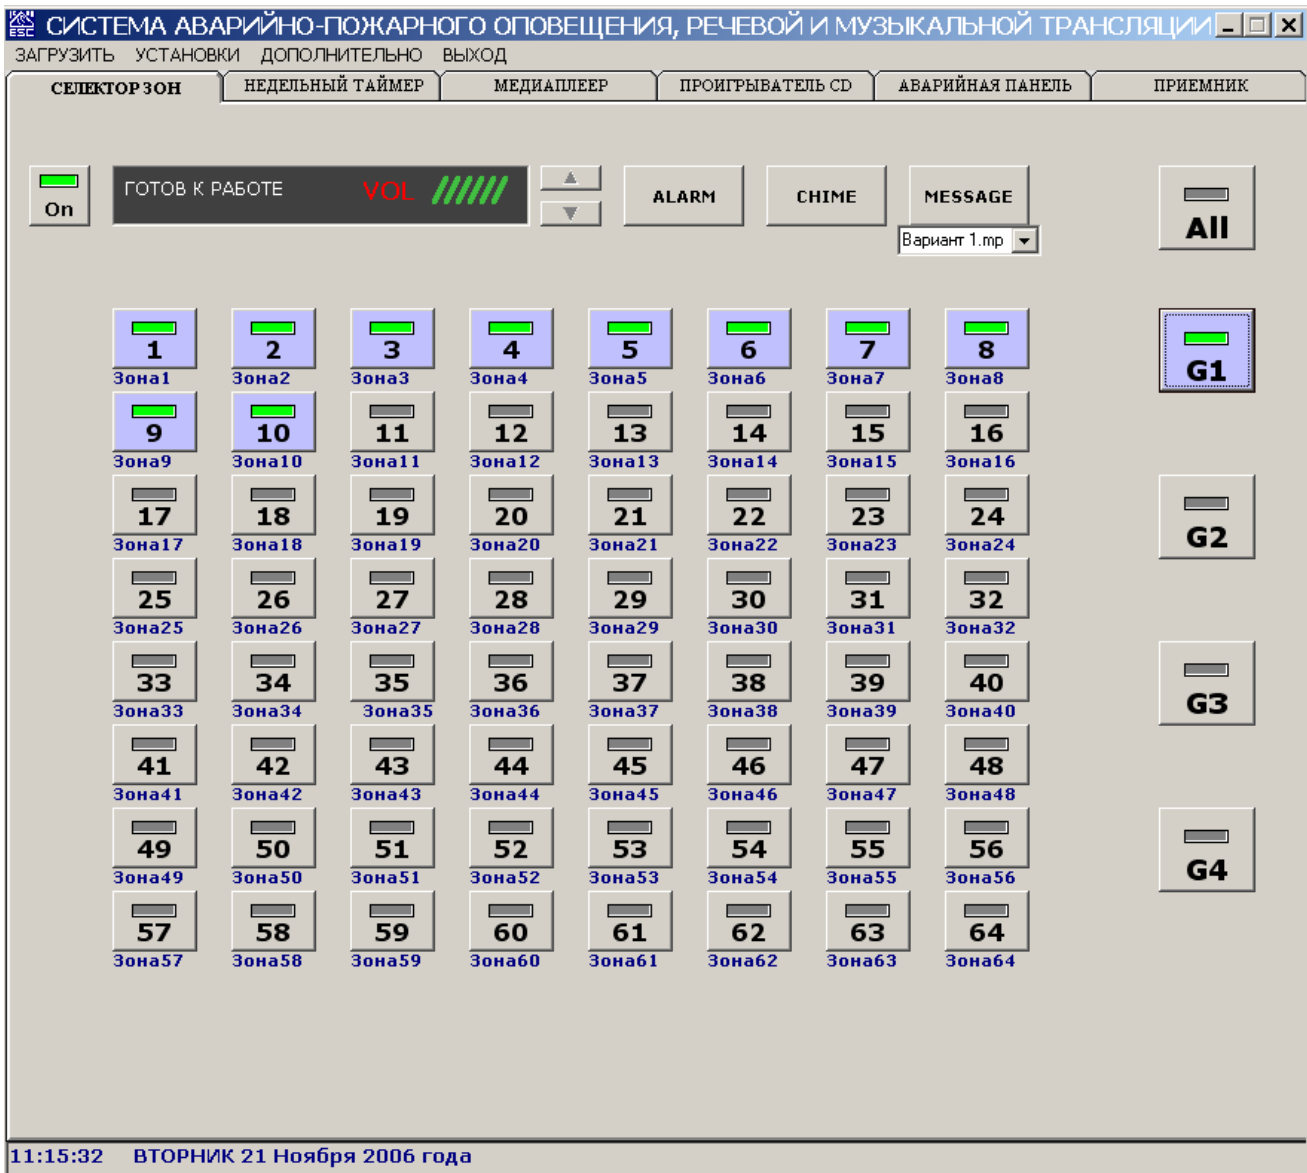 СИСТЕМА АВАРИЙНО-ПОЖАРНОГО ОПОВЕЩЕНИЯ, РЕЧЕВОЙ И МУЗЫКАЛЬНОЙ ТРАНСЛЯЦИИ
ESC
ЗАГРУЗИТЬ УСТАНОВКИ ДОПОЛНИТЕЛЬНО ВЫХОД
СЕЛЕКТОР ЗОН НЕДЕЛЬНЫЙ ТАЙМЕР МЕДИАПЛЕЕР ПРОИГРЫВАТЕЛЬ CD АВАРИЙНАЯ ПАНЕЛЬ ПРИЕМНИК
On ГОТОВ К РАБОТЕ VOL ALARM CHIME MESSAGE All
Вариант 1.mp
1 2 3 4 5 6 7 8 G1
Зона1 Зона2 Зона3 Зона4 Зона5 Зона6 Зона7 Зона8
9 10 11 12 13 14 15 16
Зона9 Зона10 Зона11 Зона12 Зона13 Зона14 Зона15 Зона16
17 18 19 20 21 22 23 24 G2
Зона17 Зона18 Зона19 Зона20 Зона21 Зона22 Зона23 Зона24
25 26 27 28 29 30 31 32
Зона25 Зона26 Зона27 Зона28 Зона29 Зона30 Зона31 Зона32
33 34 35 36 37 38 39 40 G3
Зона33 Зона34 Зона35 Зона36 Зона37 Зона38 Зона39 Зона40
41 42 43 44 45 46 47 48
Зона41 Зона42 Зона43 Зона44 Зона45 Зона46 Зона47 Зона48
49 50 51 52 53 54 55 56 G4
Зона49 Зона50 Зона51 Зона52 Зона53 Зона54 Зона55 Зона56
57 58 59 60 61 62 63 64
Зона57 Зона58 Зона59 Зона60 Зона61 Зона62 Зона63 Зона64
11:15:32 ВТОРНИК 21 Ноября 2006 года